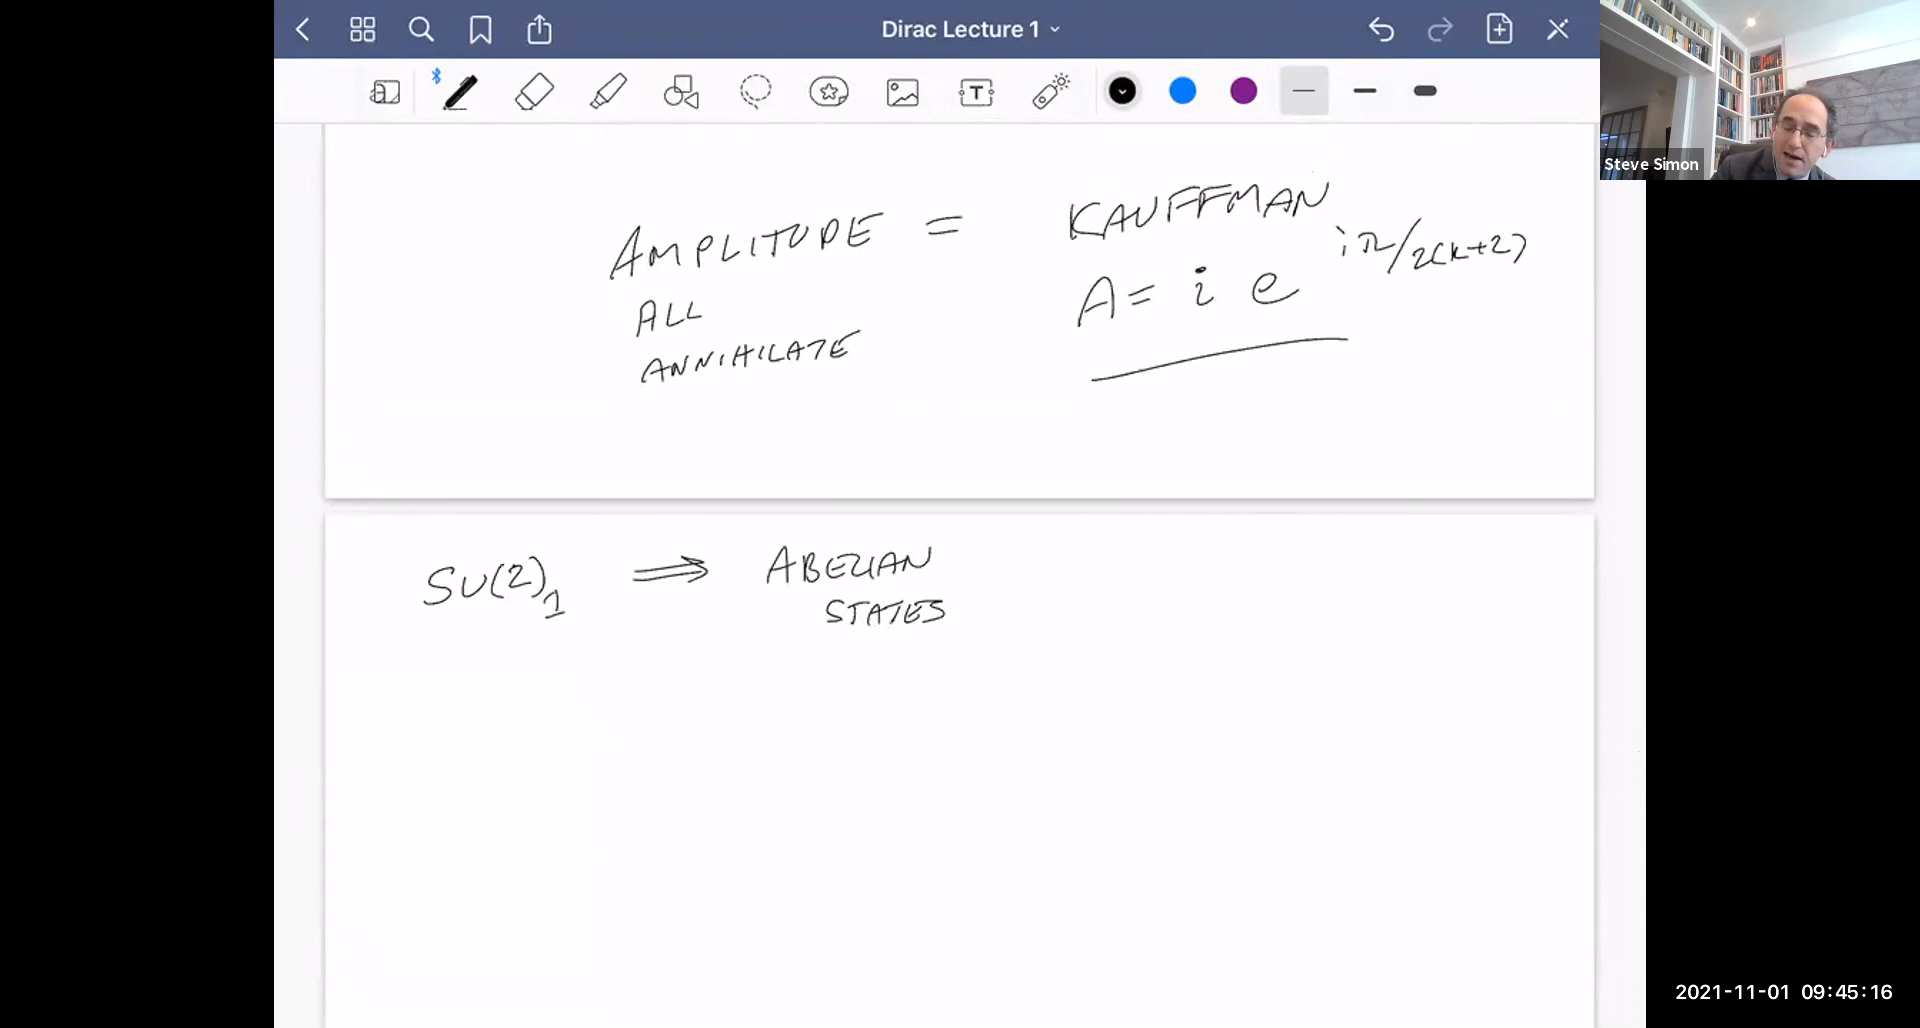 Dirac Lecture 1
Steve Simon
AMPLITUDE = KAUFFMAN
ALL
ANNIHILATE
A = i e^{iπ/2(k+2)}
SU(2)_1 ⟹ ABELIAN
STATES
2021-11-01 09:45:16